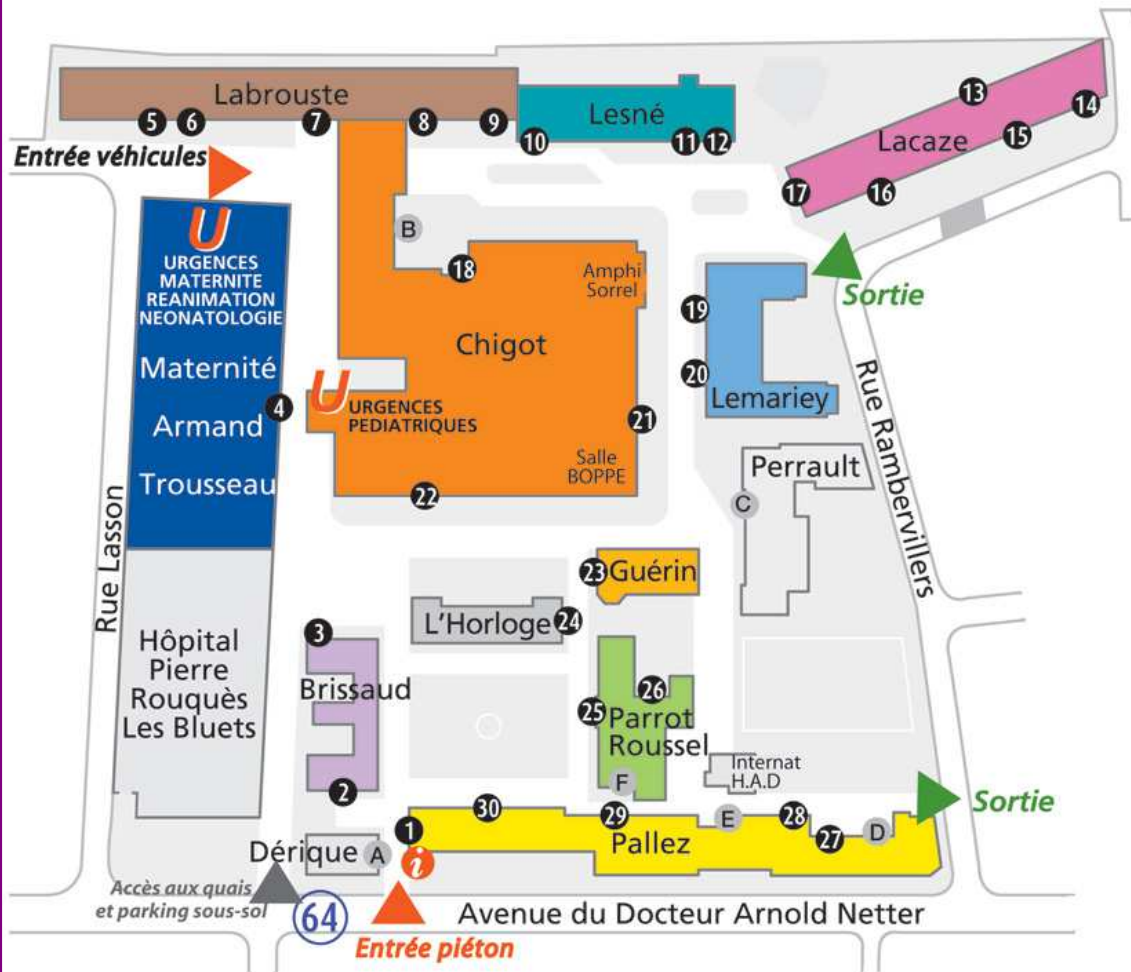 Labrouste
Lesné
Lacaze
5
6
7
8
9
10
11
12
13
14
15
16
17
Entrée véhicules
U
URGENCES
MATERNITE
REANIMATION
NEONATOLOGIE
Maternité
Armand
Trousseau
4
B
18
Amphi
Sorrel
Chigot
U
URGENCES
PEDIATRIQUES
21
Salle
BOPPE
22
19
20
Lemariey
Sortie
Rue Rambervillers
Perrault
C
Rue Lasson
Hôpital
Pierre
Rouquès
Les Bluets
3
Brissaud
2
L'Horloge
24
23
Guérin
25
26
Parrot
Roussel
F
Internat
H.A.D
Sortie
1
30
29
E
28
27
D
Pallez
Dérique
A
i
Accès aux quais
et parking sous-sol
64
Entrée piéton
Avenue du Docteur Arnold Netter